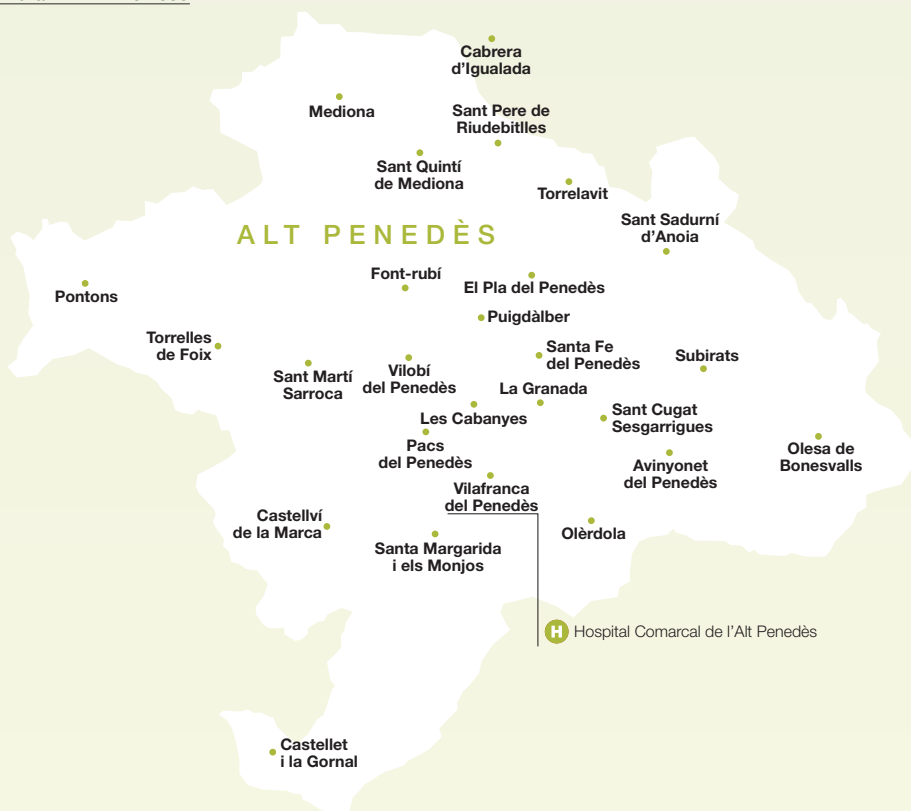 Cabrera
d'Igualada
Mediona
Sant Pere de
Riudebitlles
Sant Quintí
de Mediona
Torrelavit
Sant Sadurní
d'Anoia
ALT PENEDÈS
Font-rubí
El Pla del Penedès
Pontons
Puigdàlber
Torrelles
de Foix
Santa Fe
del Penedès
Subirats
Sant Martí
Sarroca
Vilobí
del Penedès
La Granada
Les Cabanyes
Sant Cugat
Sesgarrigues
Pacs
del Penedès
Avinyonet
del Penedès
Olesa de
Bonesvalls
Vilafranca
del Penedès
Castellví
de la Marca
Olèrdola
Santa Margarida
i els Monjos
H Hospital Comarcal de l'Alt Penedès
Castellet
i la Gornal